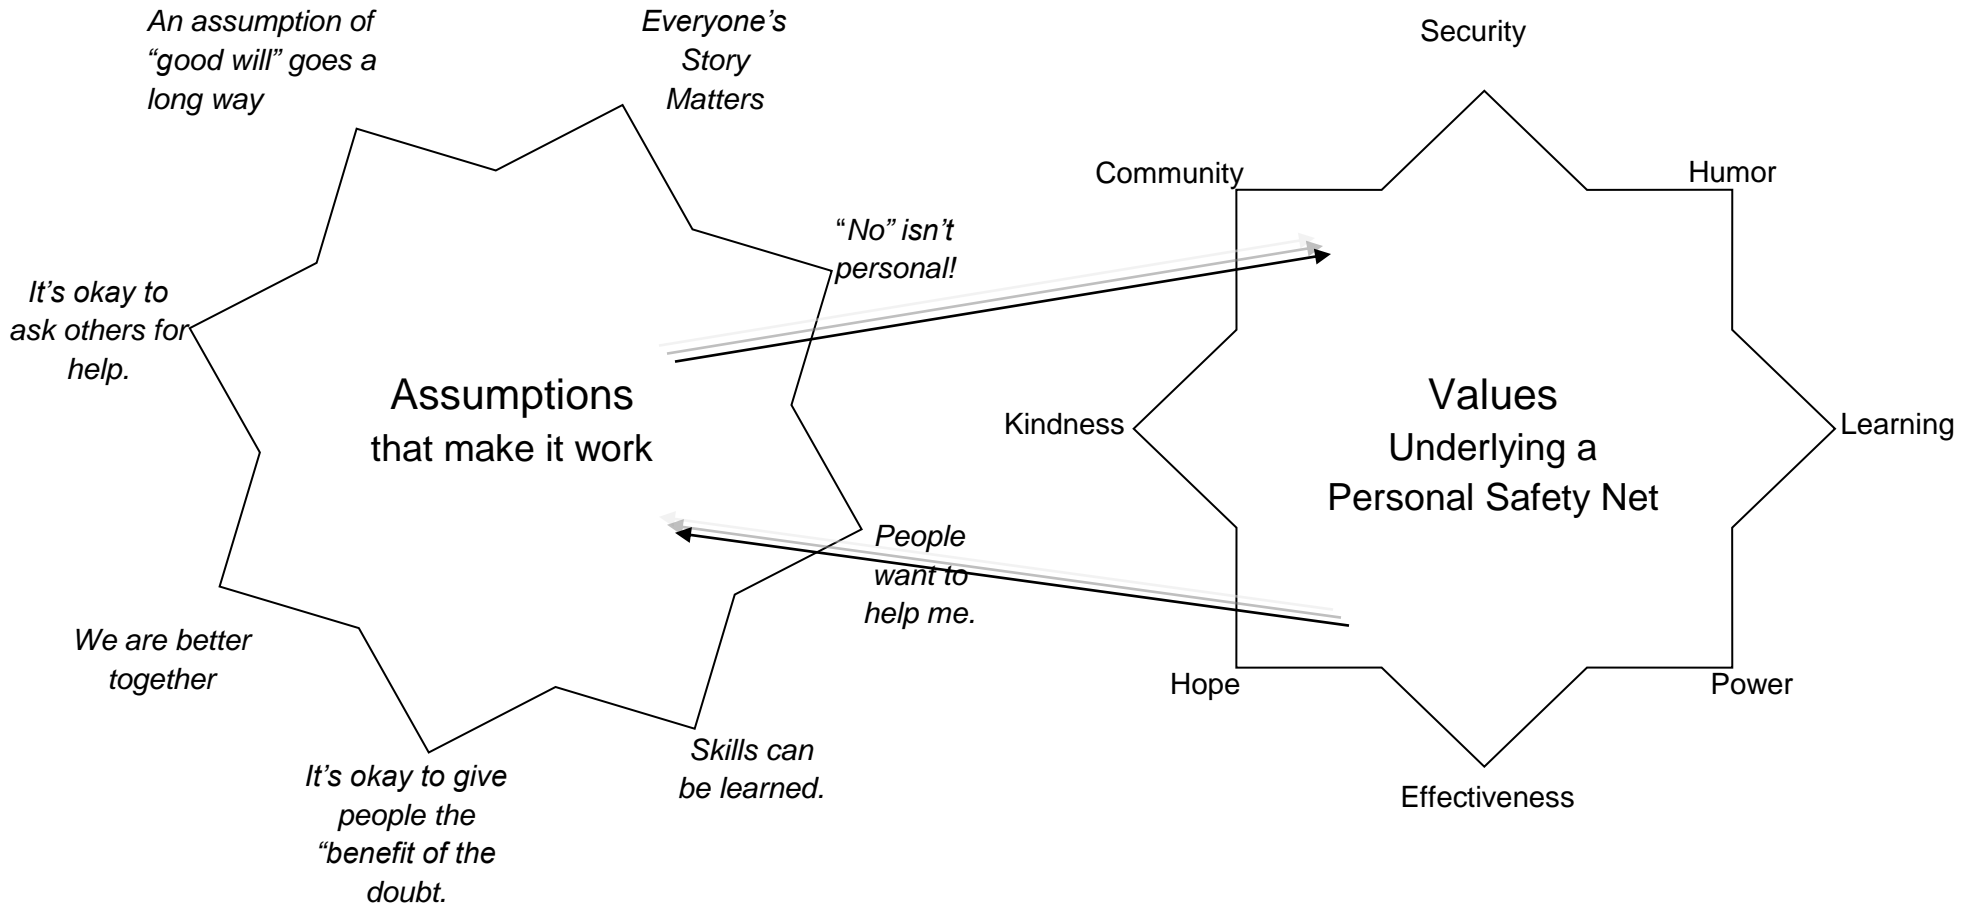 An assumption of
“good will” goes a
long way
Everyone’s
Story
Matters
“No” isn’t
personal!
It’s okay to
ask others for
help.
Assumptions
that make it work
People
want to
help me.
We are better
together
Skills can
be learned.
It’s okay to give
people the
“benefit of the
doubt.
Security
Community
Humor
Kindness
Values
Underlying a
Personal Safety Net
Learning
Hope
Power
Effectiveness